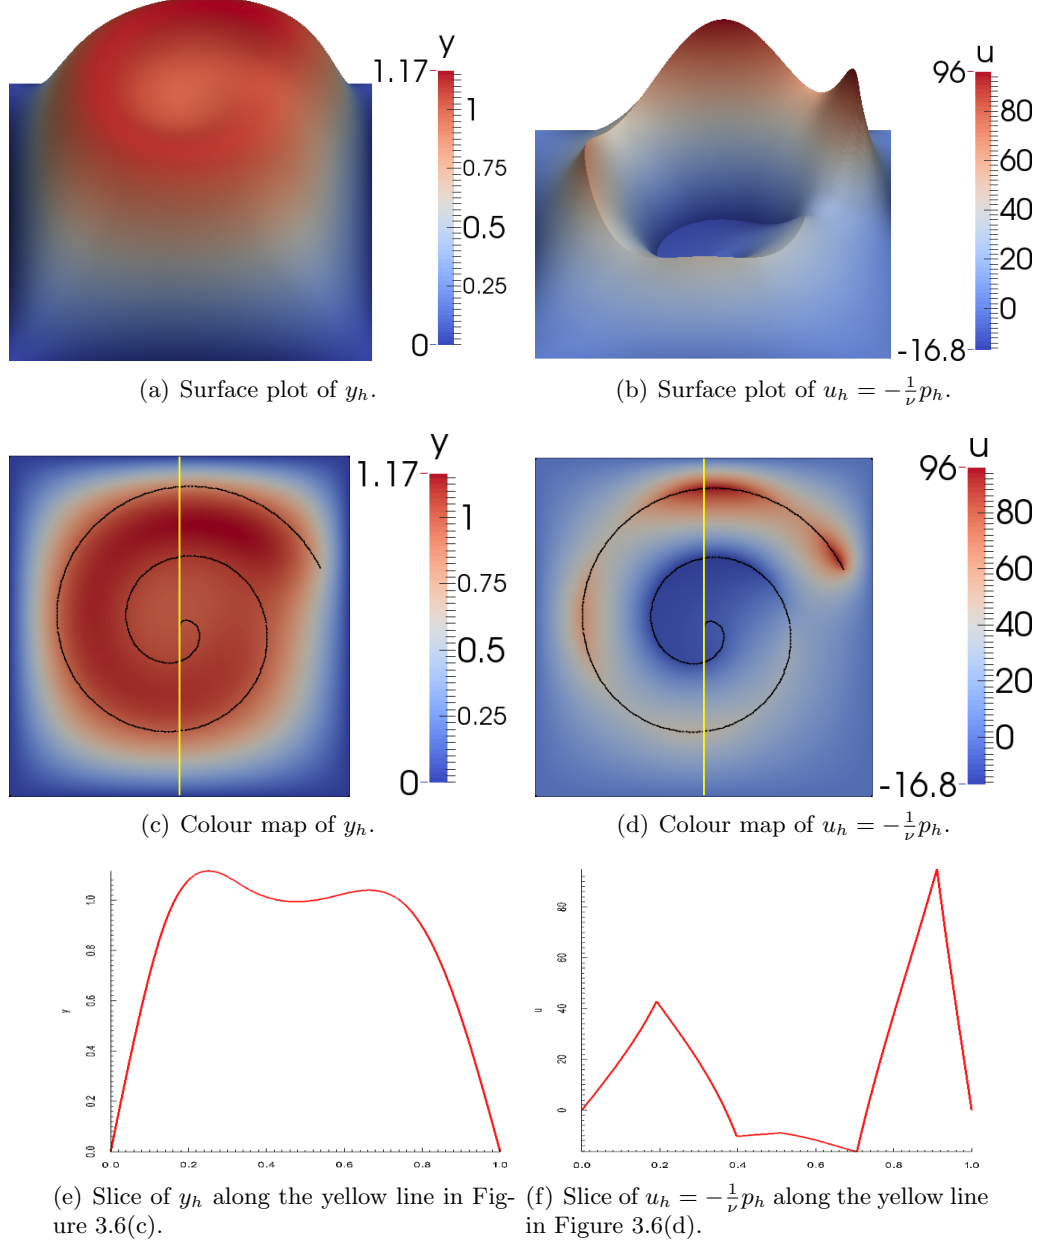 y
1.17
1
0.75
0.5
0.25
0
u
96
80
60
40
20
0
-16.8
(a) Surface plot of $y_h$.
(b) Surface plot of $u_h = -\frac{1}{\nu}p_h$.
y
1.17
1
0.75
0.5
0.25
0
u
96
80
60
40
20
0
-16.8
(c) Colour map of $y_h$.
(d) Colour map of $u_h = -\frac{1}{\nu}p_h$.
1.0
0.8
0.6
0.4
0.2
0.0
y
0.0 0.2 0.4 0.6 0.8 1.0
80
60
40
20
0
u
0.0 0.2 0.4 0.6 0.8 1.0
(e) Slice of $y_h$ along the yellow line in Fig-
ure 3.6(c).
(f) Slice of $u_h = -\frac{1}{\nu}p_h$ along the yellow line
in Figure 3.6(d).